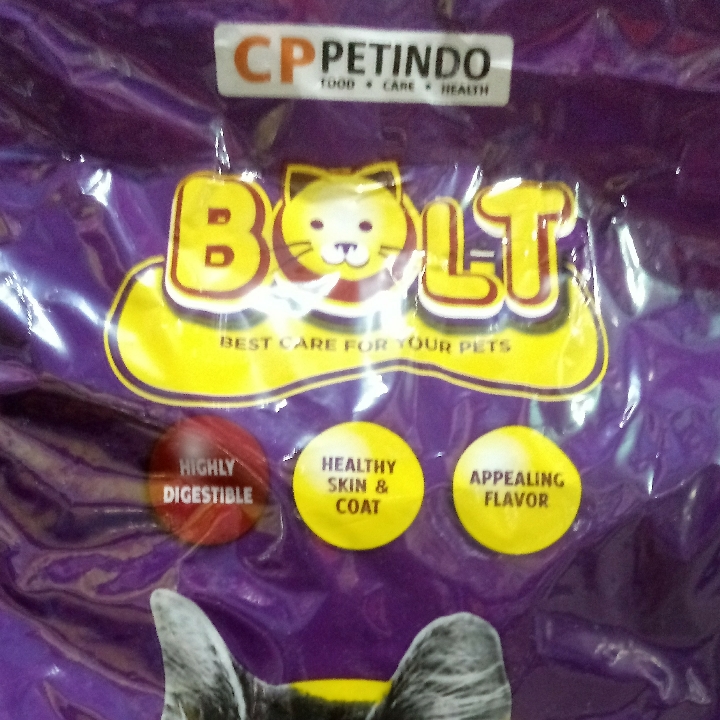 CP PETINDO
FOOD • CARE • HEALTH
BOLT
BEST CARE FOR YOUR PETS
HIGHLY
DIGESTIBLE
HEALTHY
SKIN &
COAT
APPEALING
FLAVOR